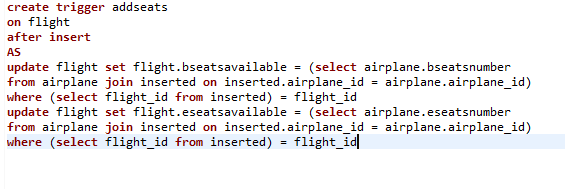 create trigger addseats
on flight
after insert
AS
update flight set flight.bseatsavailable = (select airplane.bseatsnumber
from airplane join inserted on inserted.airplane_id = airplane.airplane_id)
where (select flight_id from inserted) = flight_id
update flight set flight.eseatsavailable = (select airplane.eseatsnumber
from airplane join inserted on inserted.airplane_id = airplane.airplane_id)
where (select flight_id from inserted) = flight_id